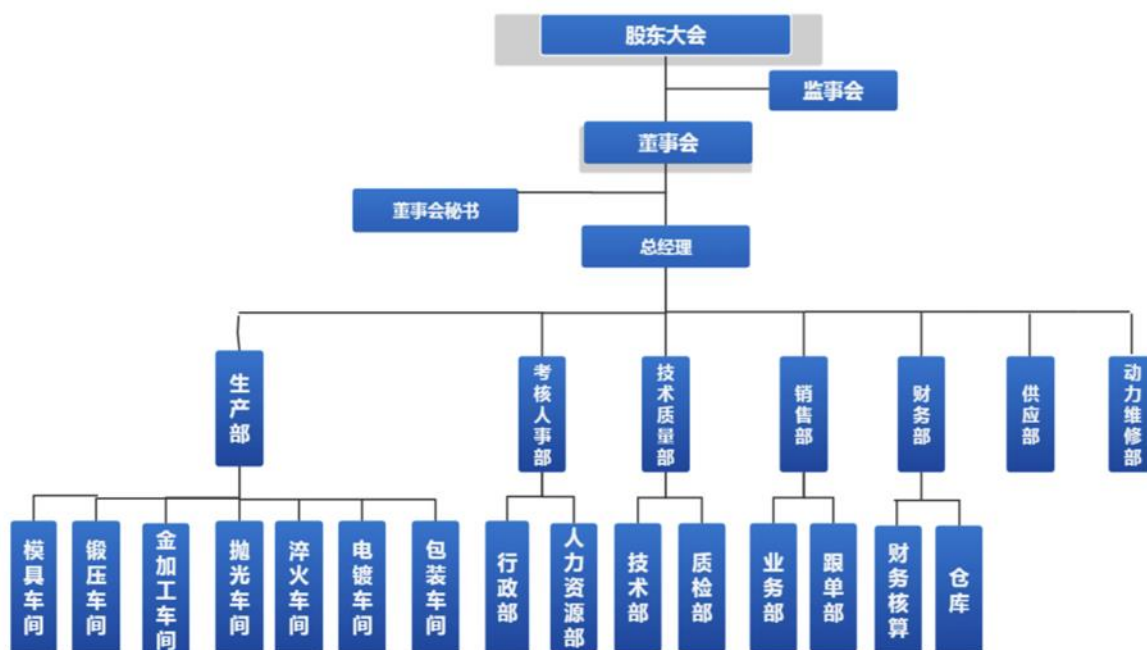 股东大会
监事会
董事会
董事会秘书
总经理
生产部
考核人事部
技术质量部
销售部
财务部
供应部
动力维修部
模具车间
锻压车间
金加工车间
抛光车间
淬火车间
电镀车间
包装车间
行政部
人力资源部
技术部
质检部
业务部
跟单部
财务核算
仓库